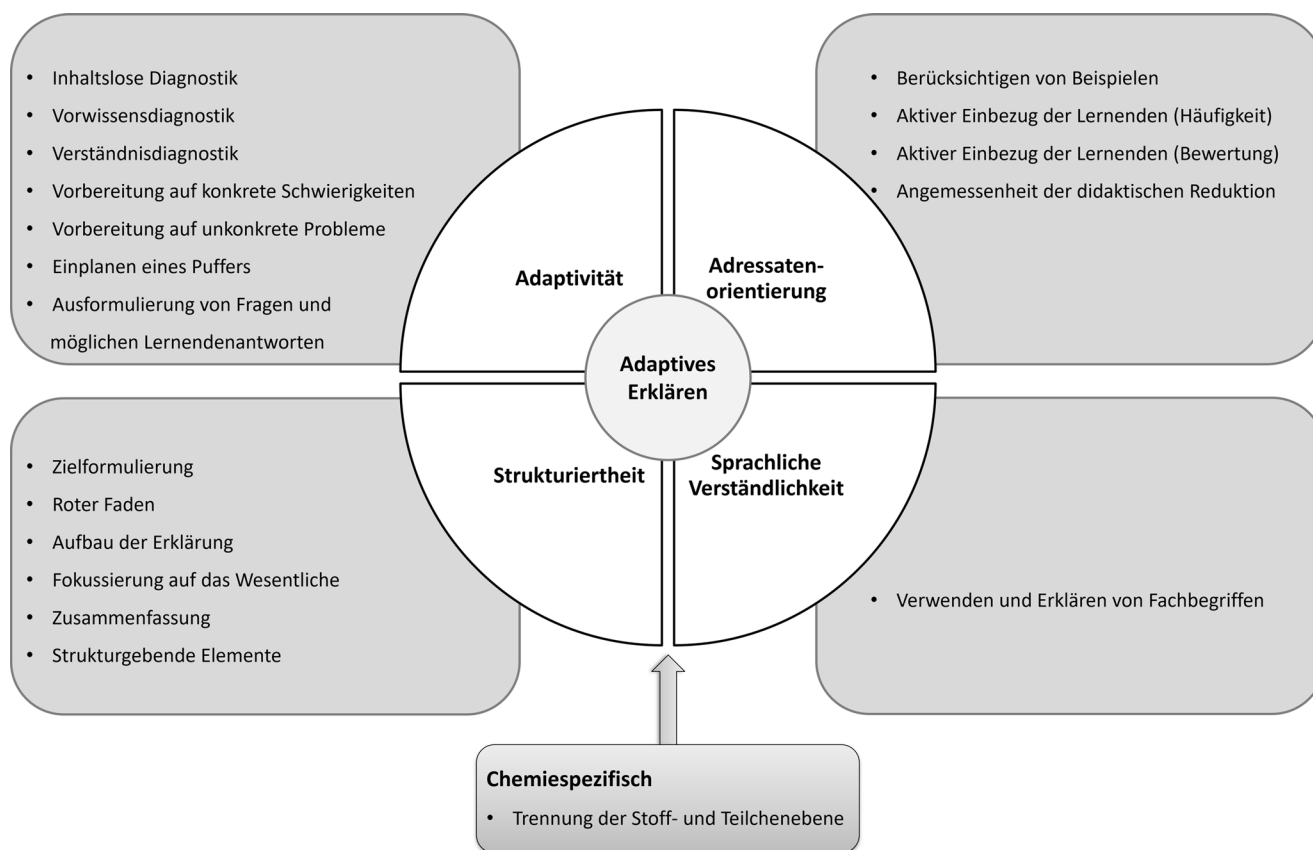 • Inhaltslose Diagnostik
• Vorwissensdiagnostik
• Verständnisdiagnostik
• Vorbereitung auf konkrete Schwierigkeiten
• Vorbereitung auf unkonkrete Probleme
• Einplanen eines Puffers
• Ausformulierung von Fragen und
möglichen Lernendenantworten
• Berücksichtigen von Beispielen
• Aktiver Einbezug der Lernenden (Häufigkeit)
• Aktiver Einbezug der Lernenden (Bewertung)
• Angemessenheit der didaktischen Reduktion
Adaptivität
Adressaten-
orientierung
Adaptives
Erklären
Strukturiertheit
Sprachliche
Verständlichkeit
• Zielformulierung
• Roter Faden
• Aufbau der Erklärung
• Fokussierung auf das Wesentliche
• Zusammenfassung
• Strukturgebende Elemente
• Verwenden und Erklären von Fachbegriffen
Chemiespezifisch
• Trennung der Stoff- und Teilchenebene